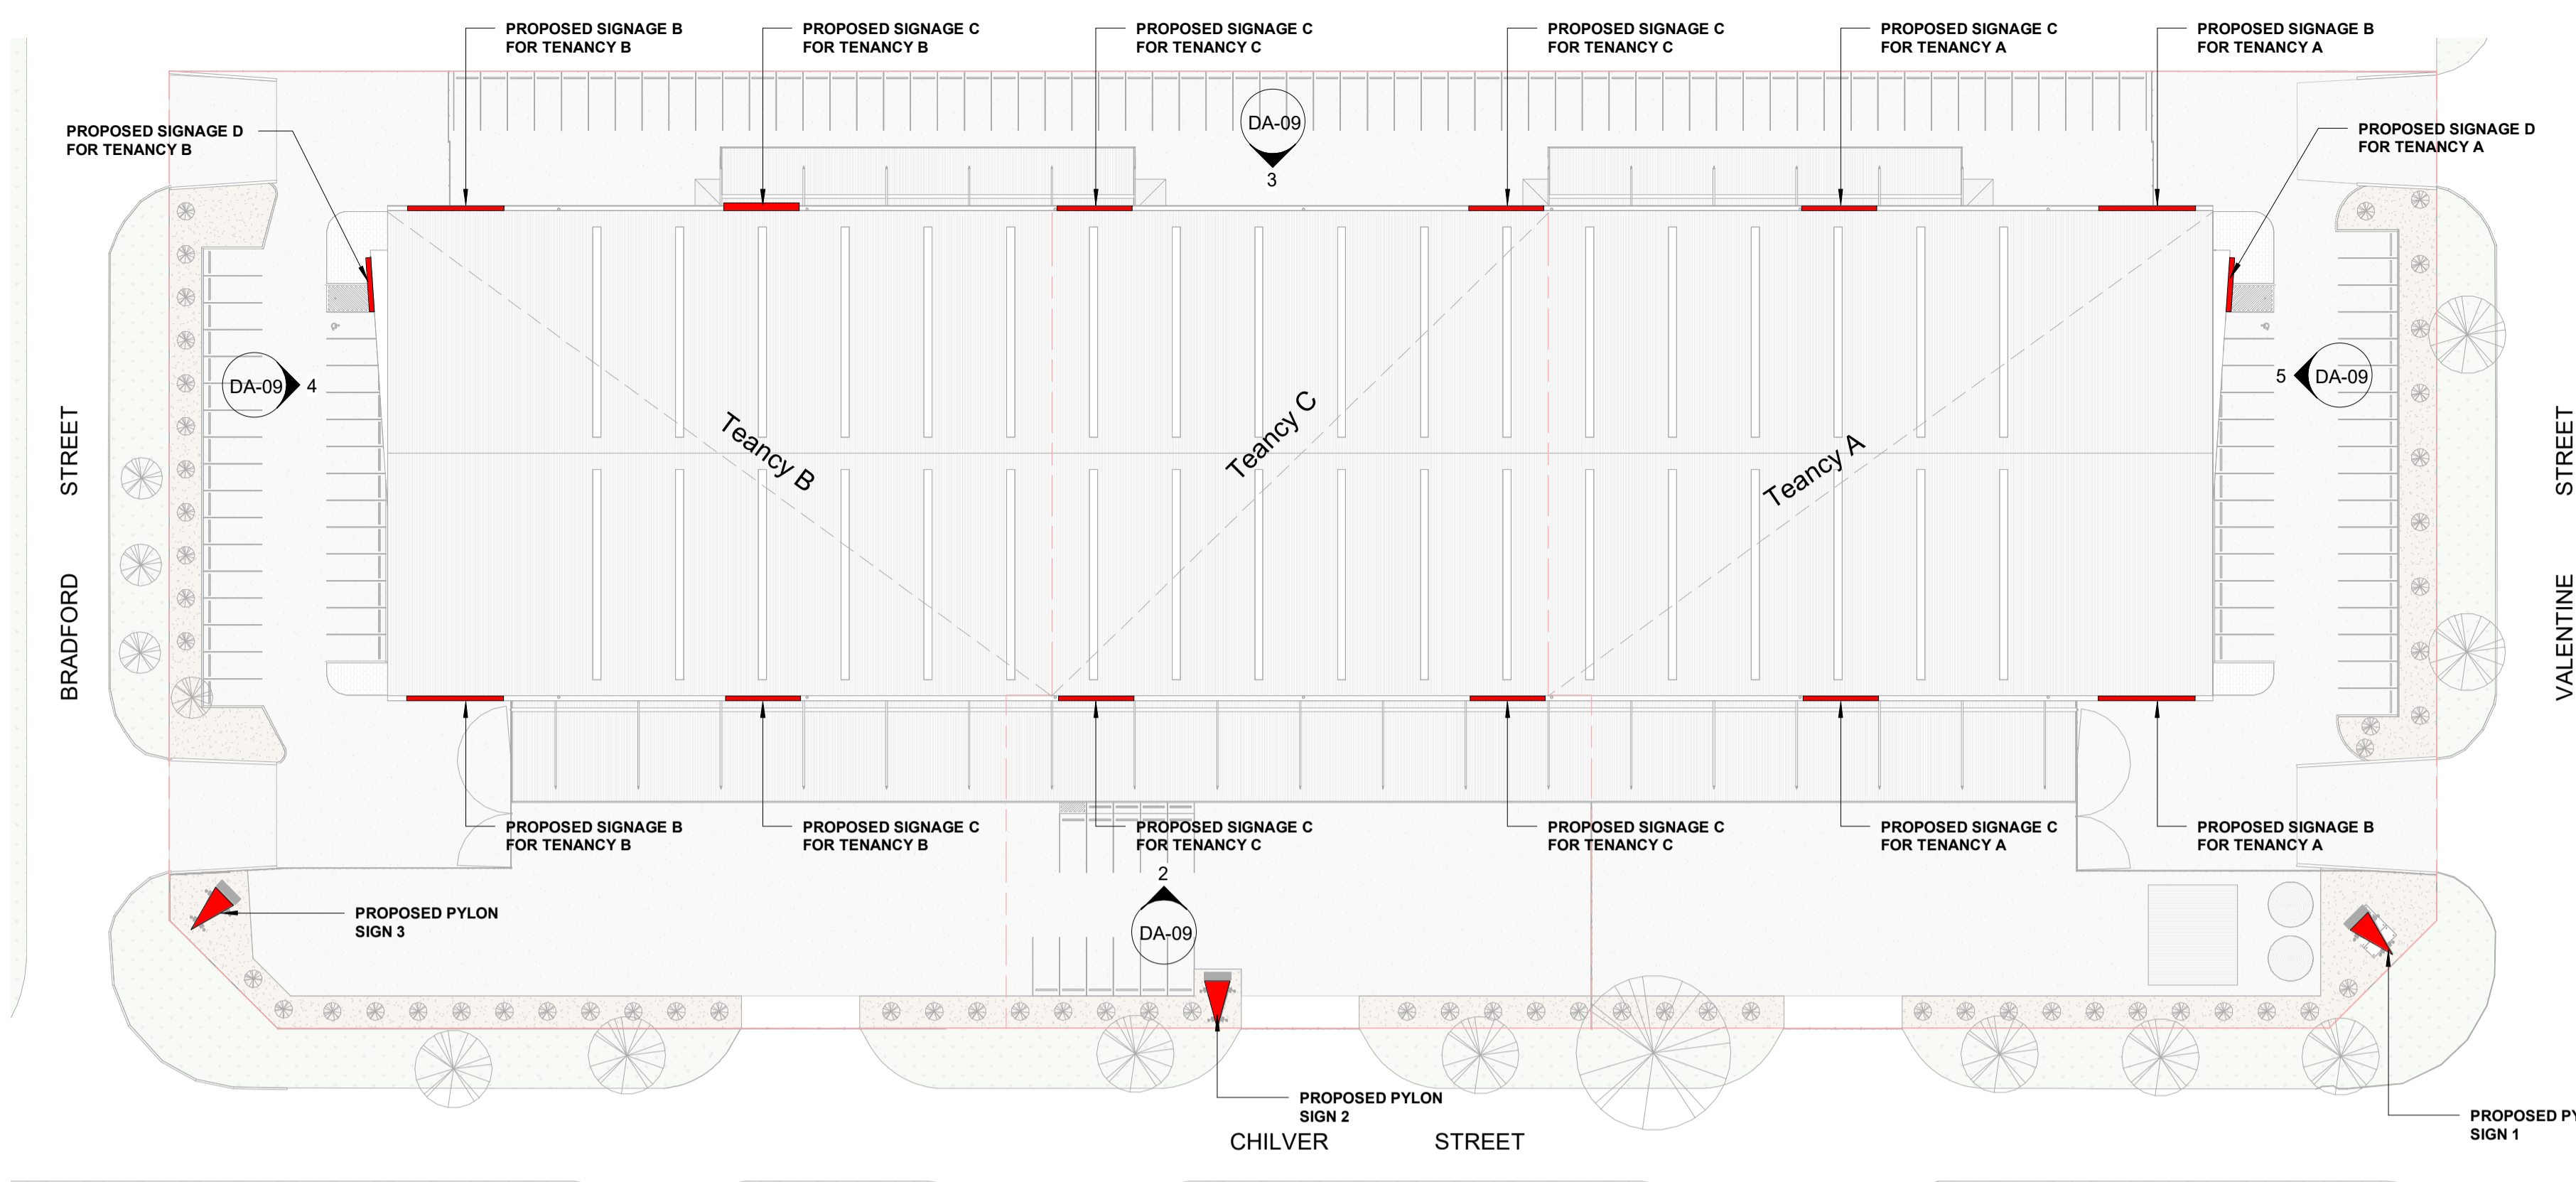 PROPOSED SIGNAGE B
FOR TENANCY B
PROPOSED SIGNAGE C
FOR TENANCY B
PROPOSED SIGNAGE C
FOR TENANCY C
PROPOSED SIGNAGE C
FOR TENANCY C
PROPOSED SIGNAGE C
FOR TENANCY A
PROPOSED SIGNAGE B
FOR TENANCY A
PROPOSED SIGNAGE D
FOR TENANCY B
DA-09
3
PROPOSED SIGNAGE D
FOR TENANCY A
DA-09
4
5
DA-09
BRADFORD STREET
Teancy B
Teancy C
Teancy A
VALENTINE STREET
PROPOSED SIGNAGE B
FOR TENANCY B
PROPOSED SIGNAGE C
FOR TENANCY B
PROPOSED SIGNAGE C
FOR TENANCY C
PROPOSED SIGNAGE C
FOR TENANCY C
PROPOSED SIGNAGE C
FOR TENANCY A
PROPOSED SIGNAGE B
FOR TENANCY A
2
DA-09
PROPOSED PYLON
SIGN 3
PROPOSED PYLON
SIGN 2
PROPOSED PY
SIGN 1
CHILVER STREET